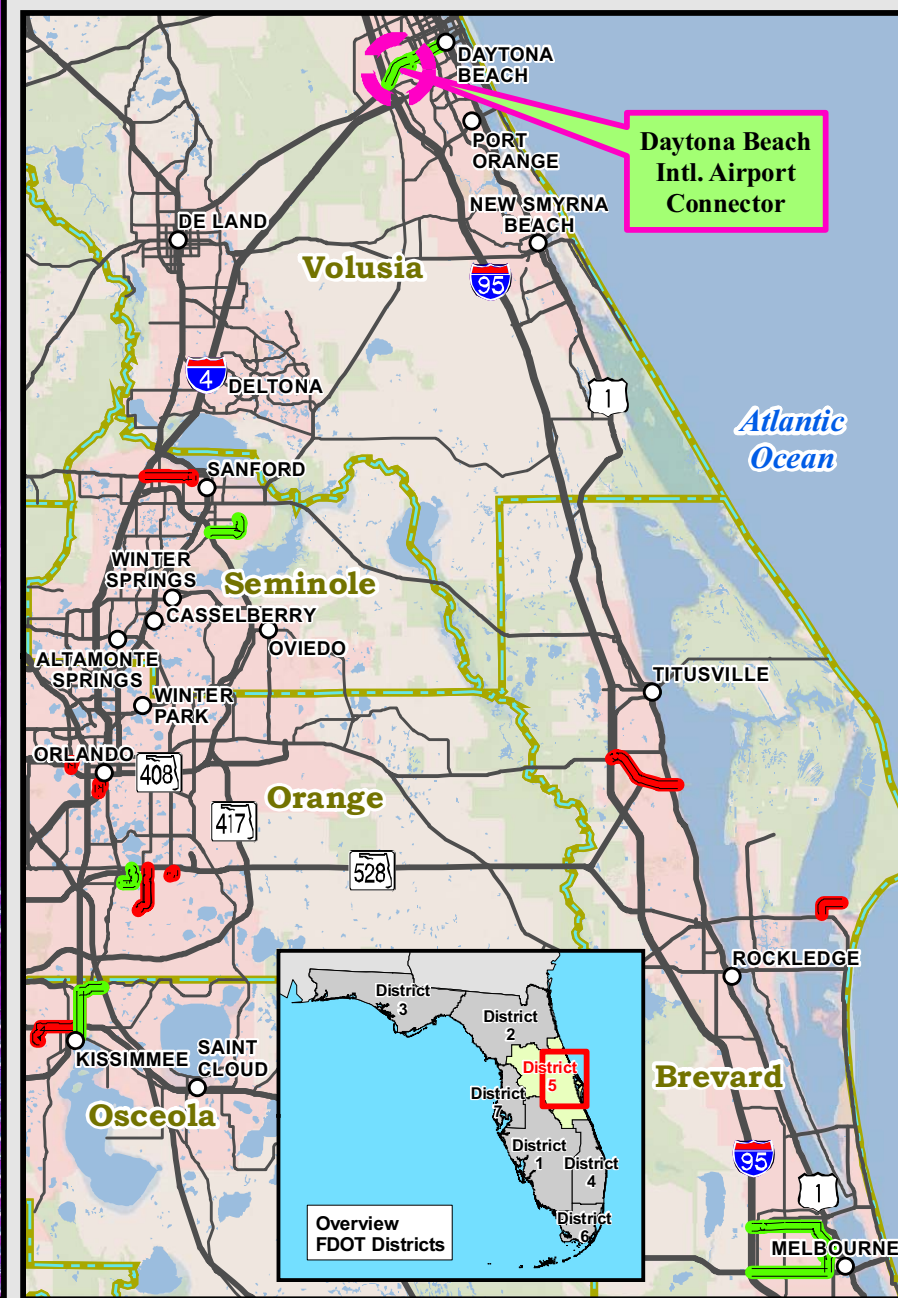 DAYTONA
BEACH
PORT
ORANGE
Daytona Beach
Intl. Airport
Connector
NEW SMYRNA
BEACH
DE LAND
Volusia
95
4
DELTONA
1
Atlantic
Ocean
SANFORD
WINTER
SPRINGS
Seminole
CASSELBERRY
OVIEDO
ALTAMONTE
SPRINGS
WINTER
PARK
TITUSVILLE
ORLANDO
408
Orange
417
528
ROCKLEDGE
KISSIMMEE
SAINT
CLOUD
Osceola
Brevard
95
1
MELBOURNE
District
3
District
2
District
5
District
7
District
1
District
4
District
6
Overview
FDOT Districts